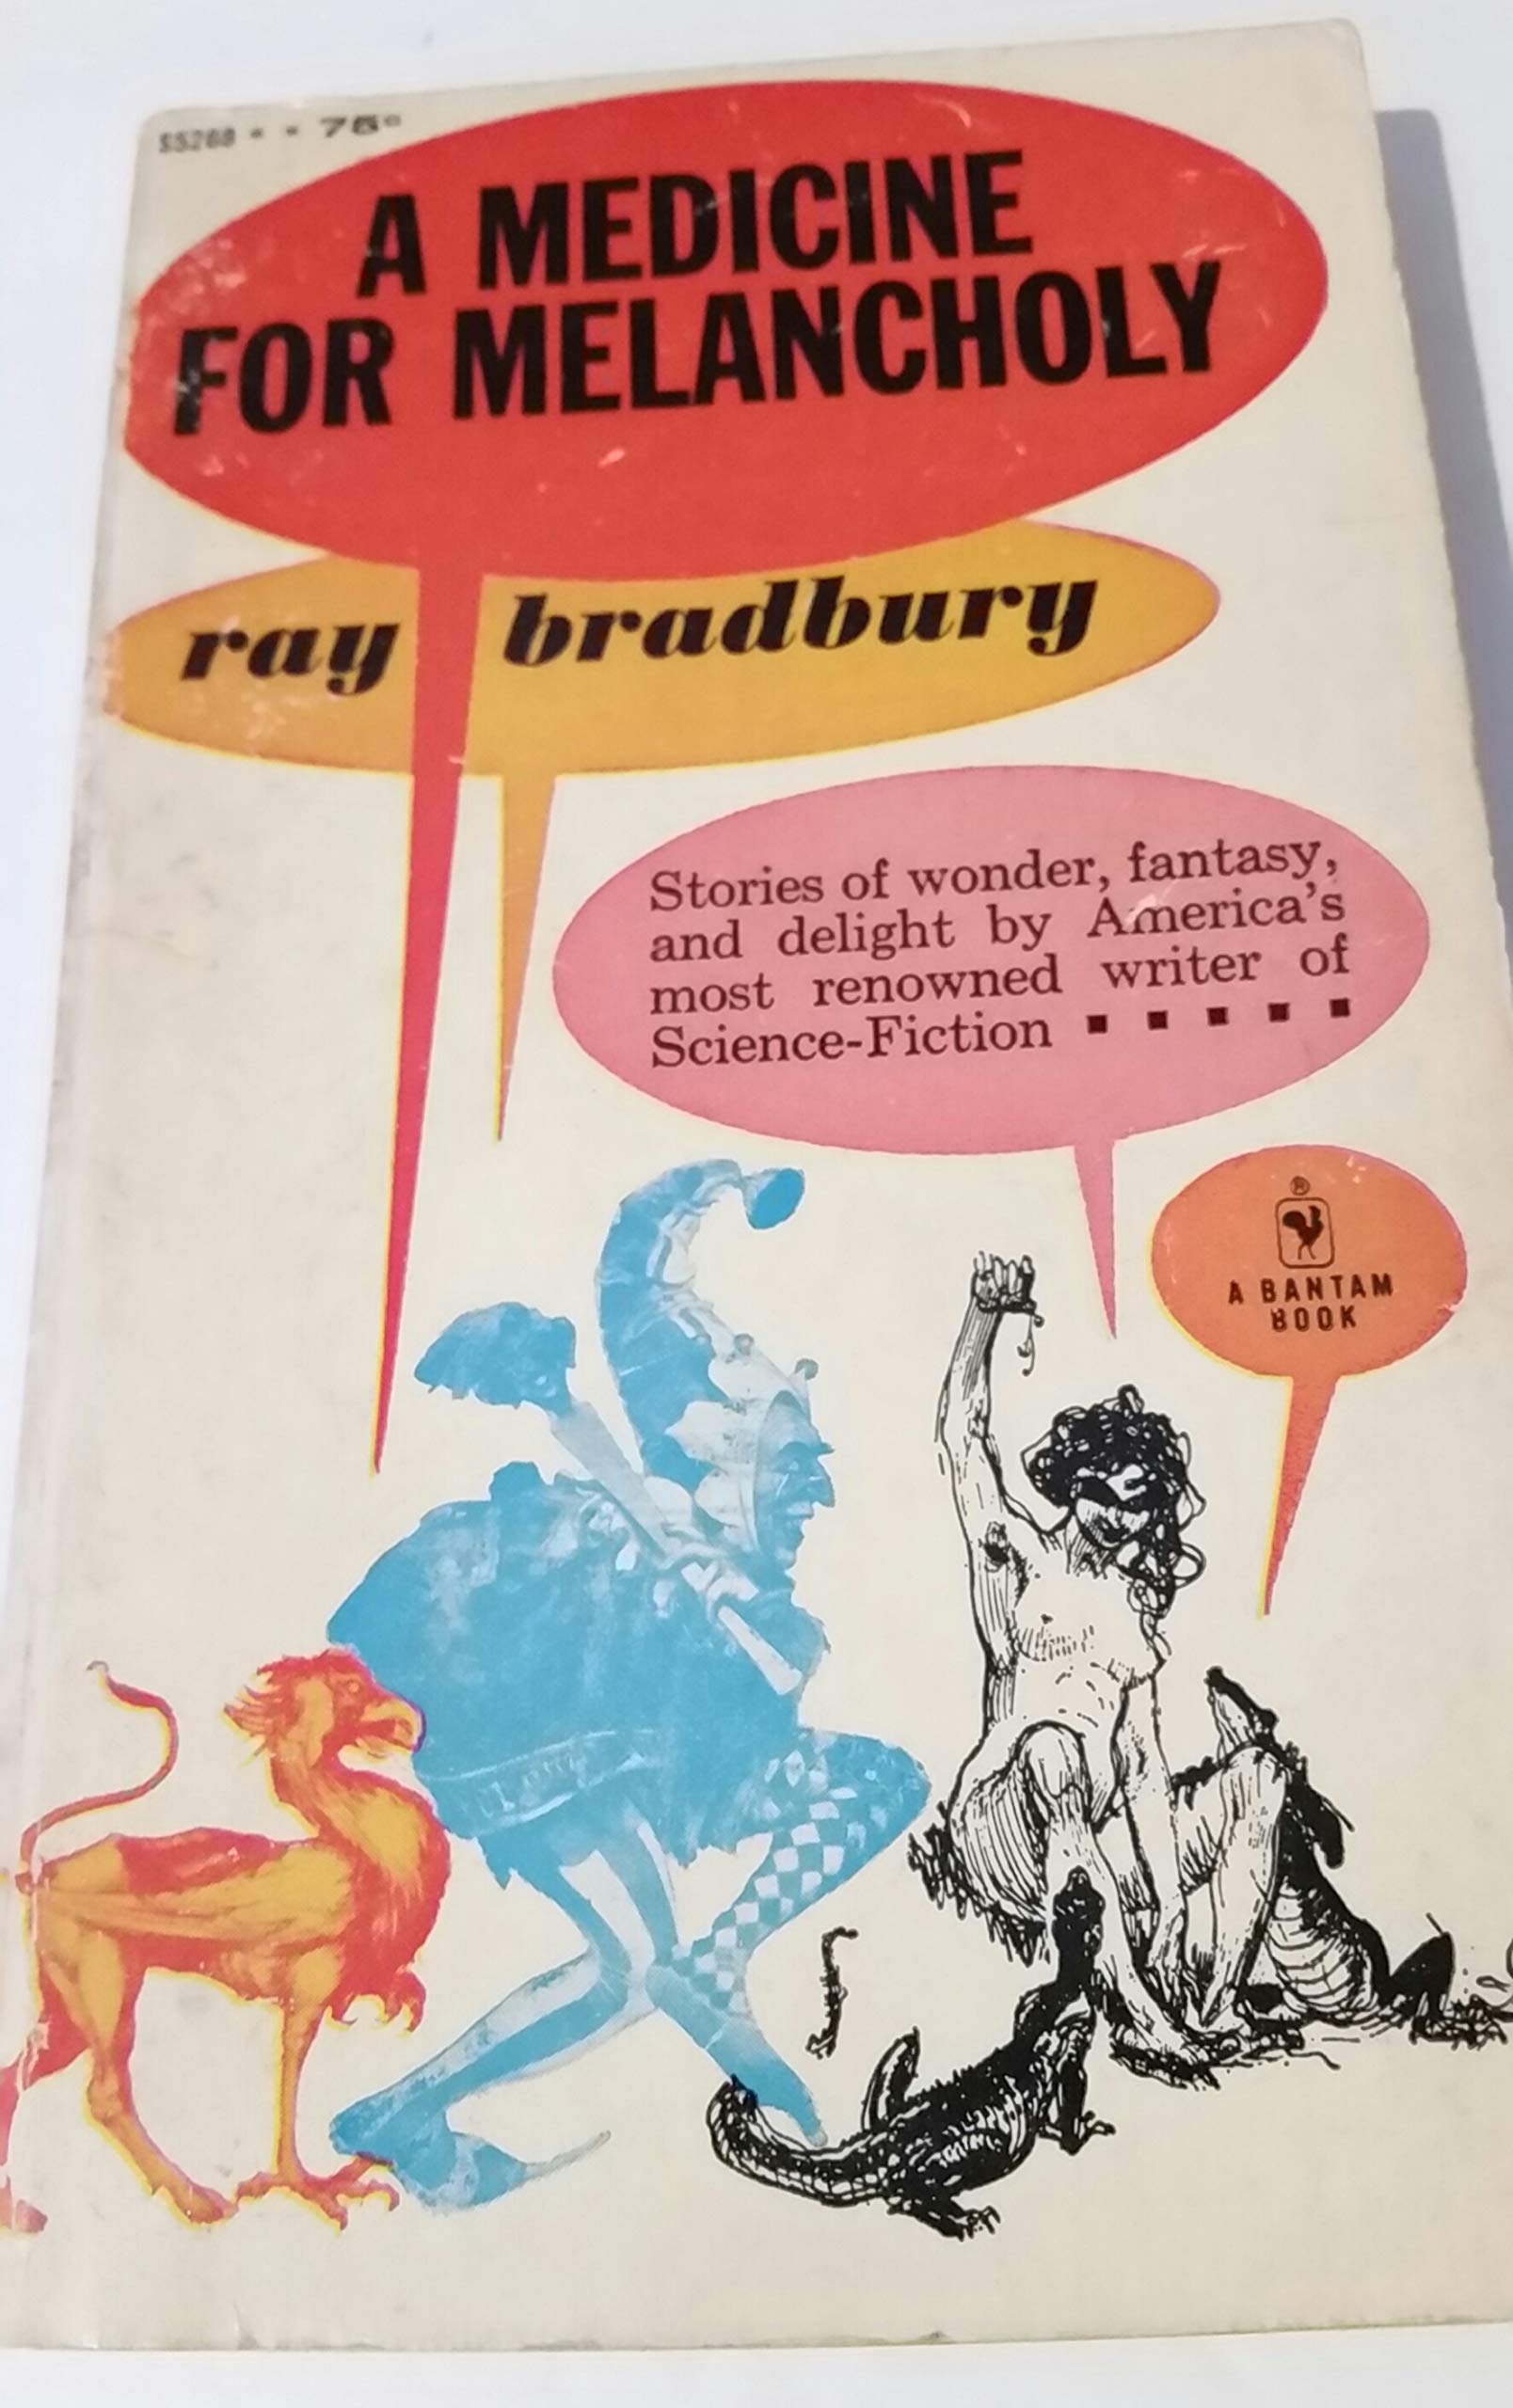 S5268 • • 75¢
A MEDICINE
FOR MELANCHOLY
ray bradbury
Stories of wonder, fantasy,
and delight by America's
most renowned writer of
Science-Fiction ▪ ▪ ▪ ▪ ▪
®
A BANTAM
BOOK